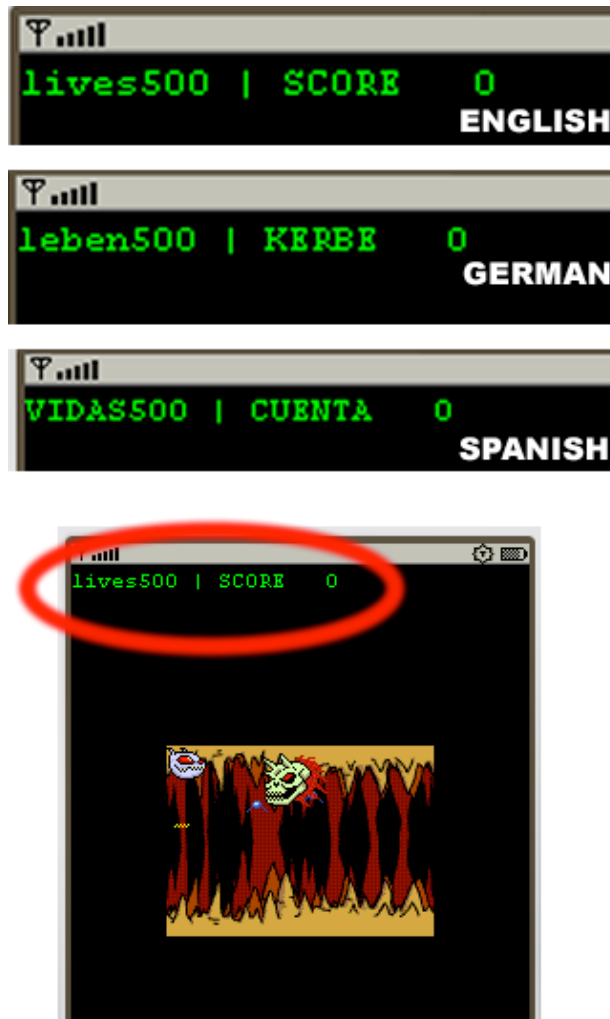 lives500 | SCORE 0
ENGLISH
leben500 | KERBE 0
GERMAN
VIDAS500 | CUENTA 0
SPANISH
lives500 | SCORE 0